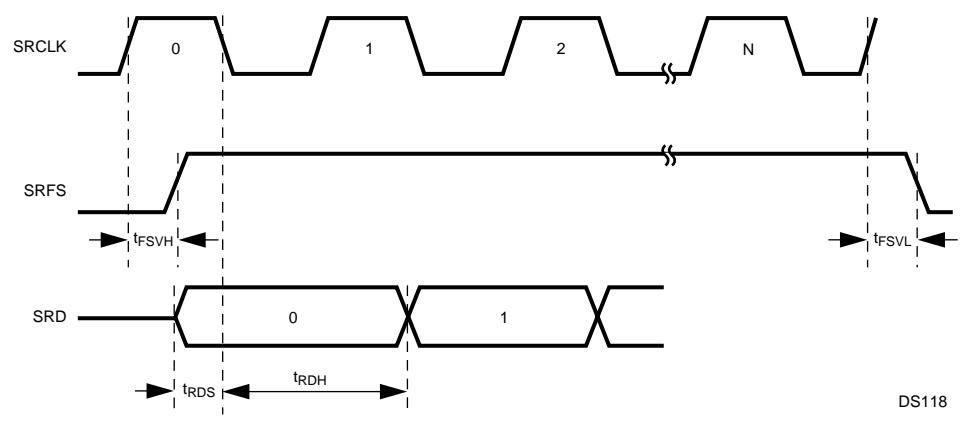 SRCLK
0
1
2
N
SRFS
tFSVH
tFSVL
SRD
0
1
tRDS
tRDH
DS118